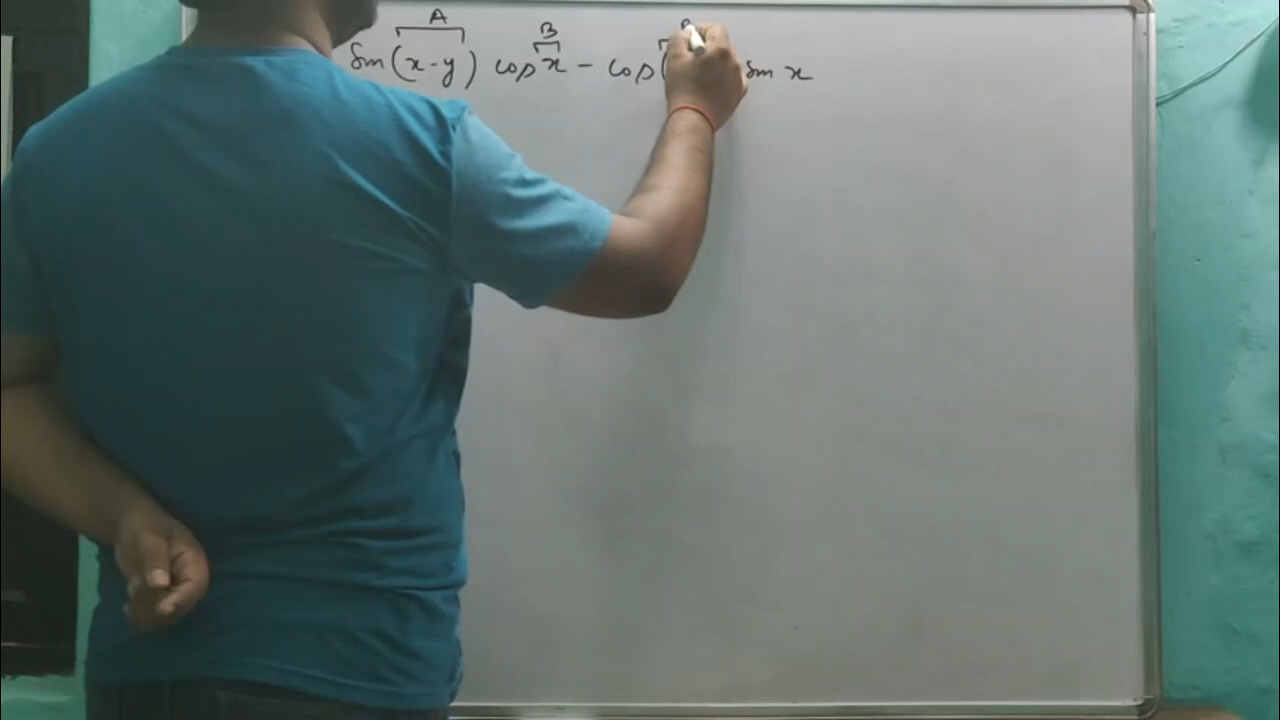 A B
sin(x-y) cos x - cos( sin x